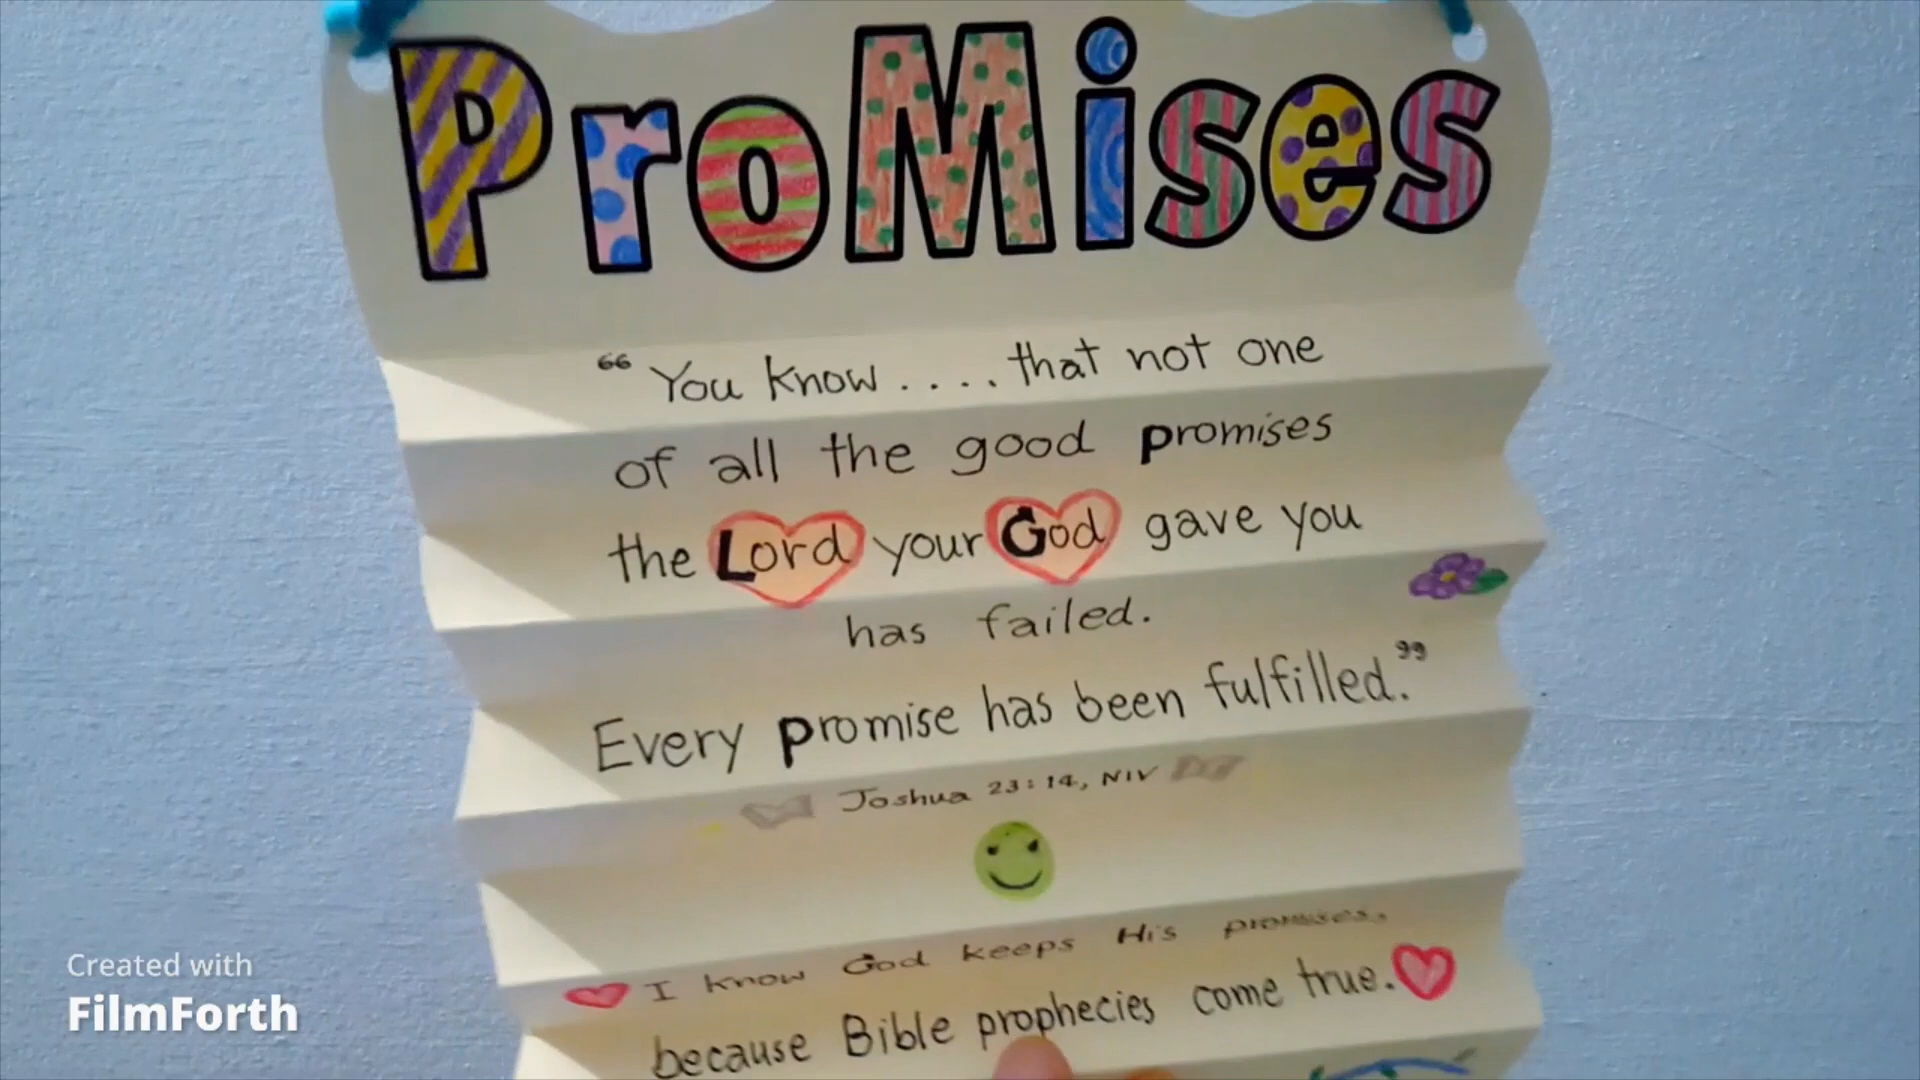 ProMises
“You know .... that not one
of all the good promises
the Lord your God gave you
has failed.
Every promise has been fulfilled.”
Joshua 23:14, NIV
I know God keeps His promises,
because Bible prophecies come true.
Created with
FilmForth